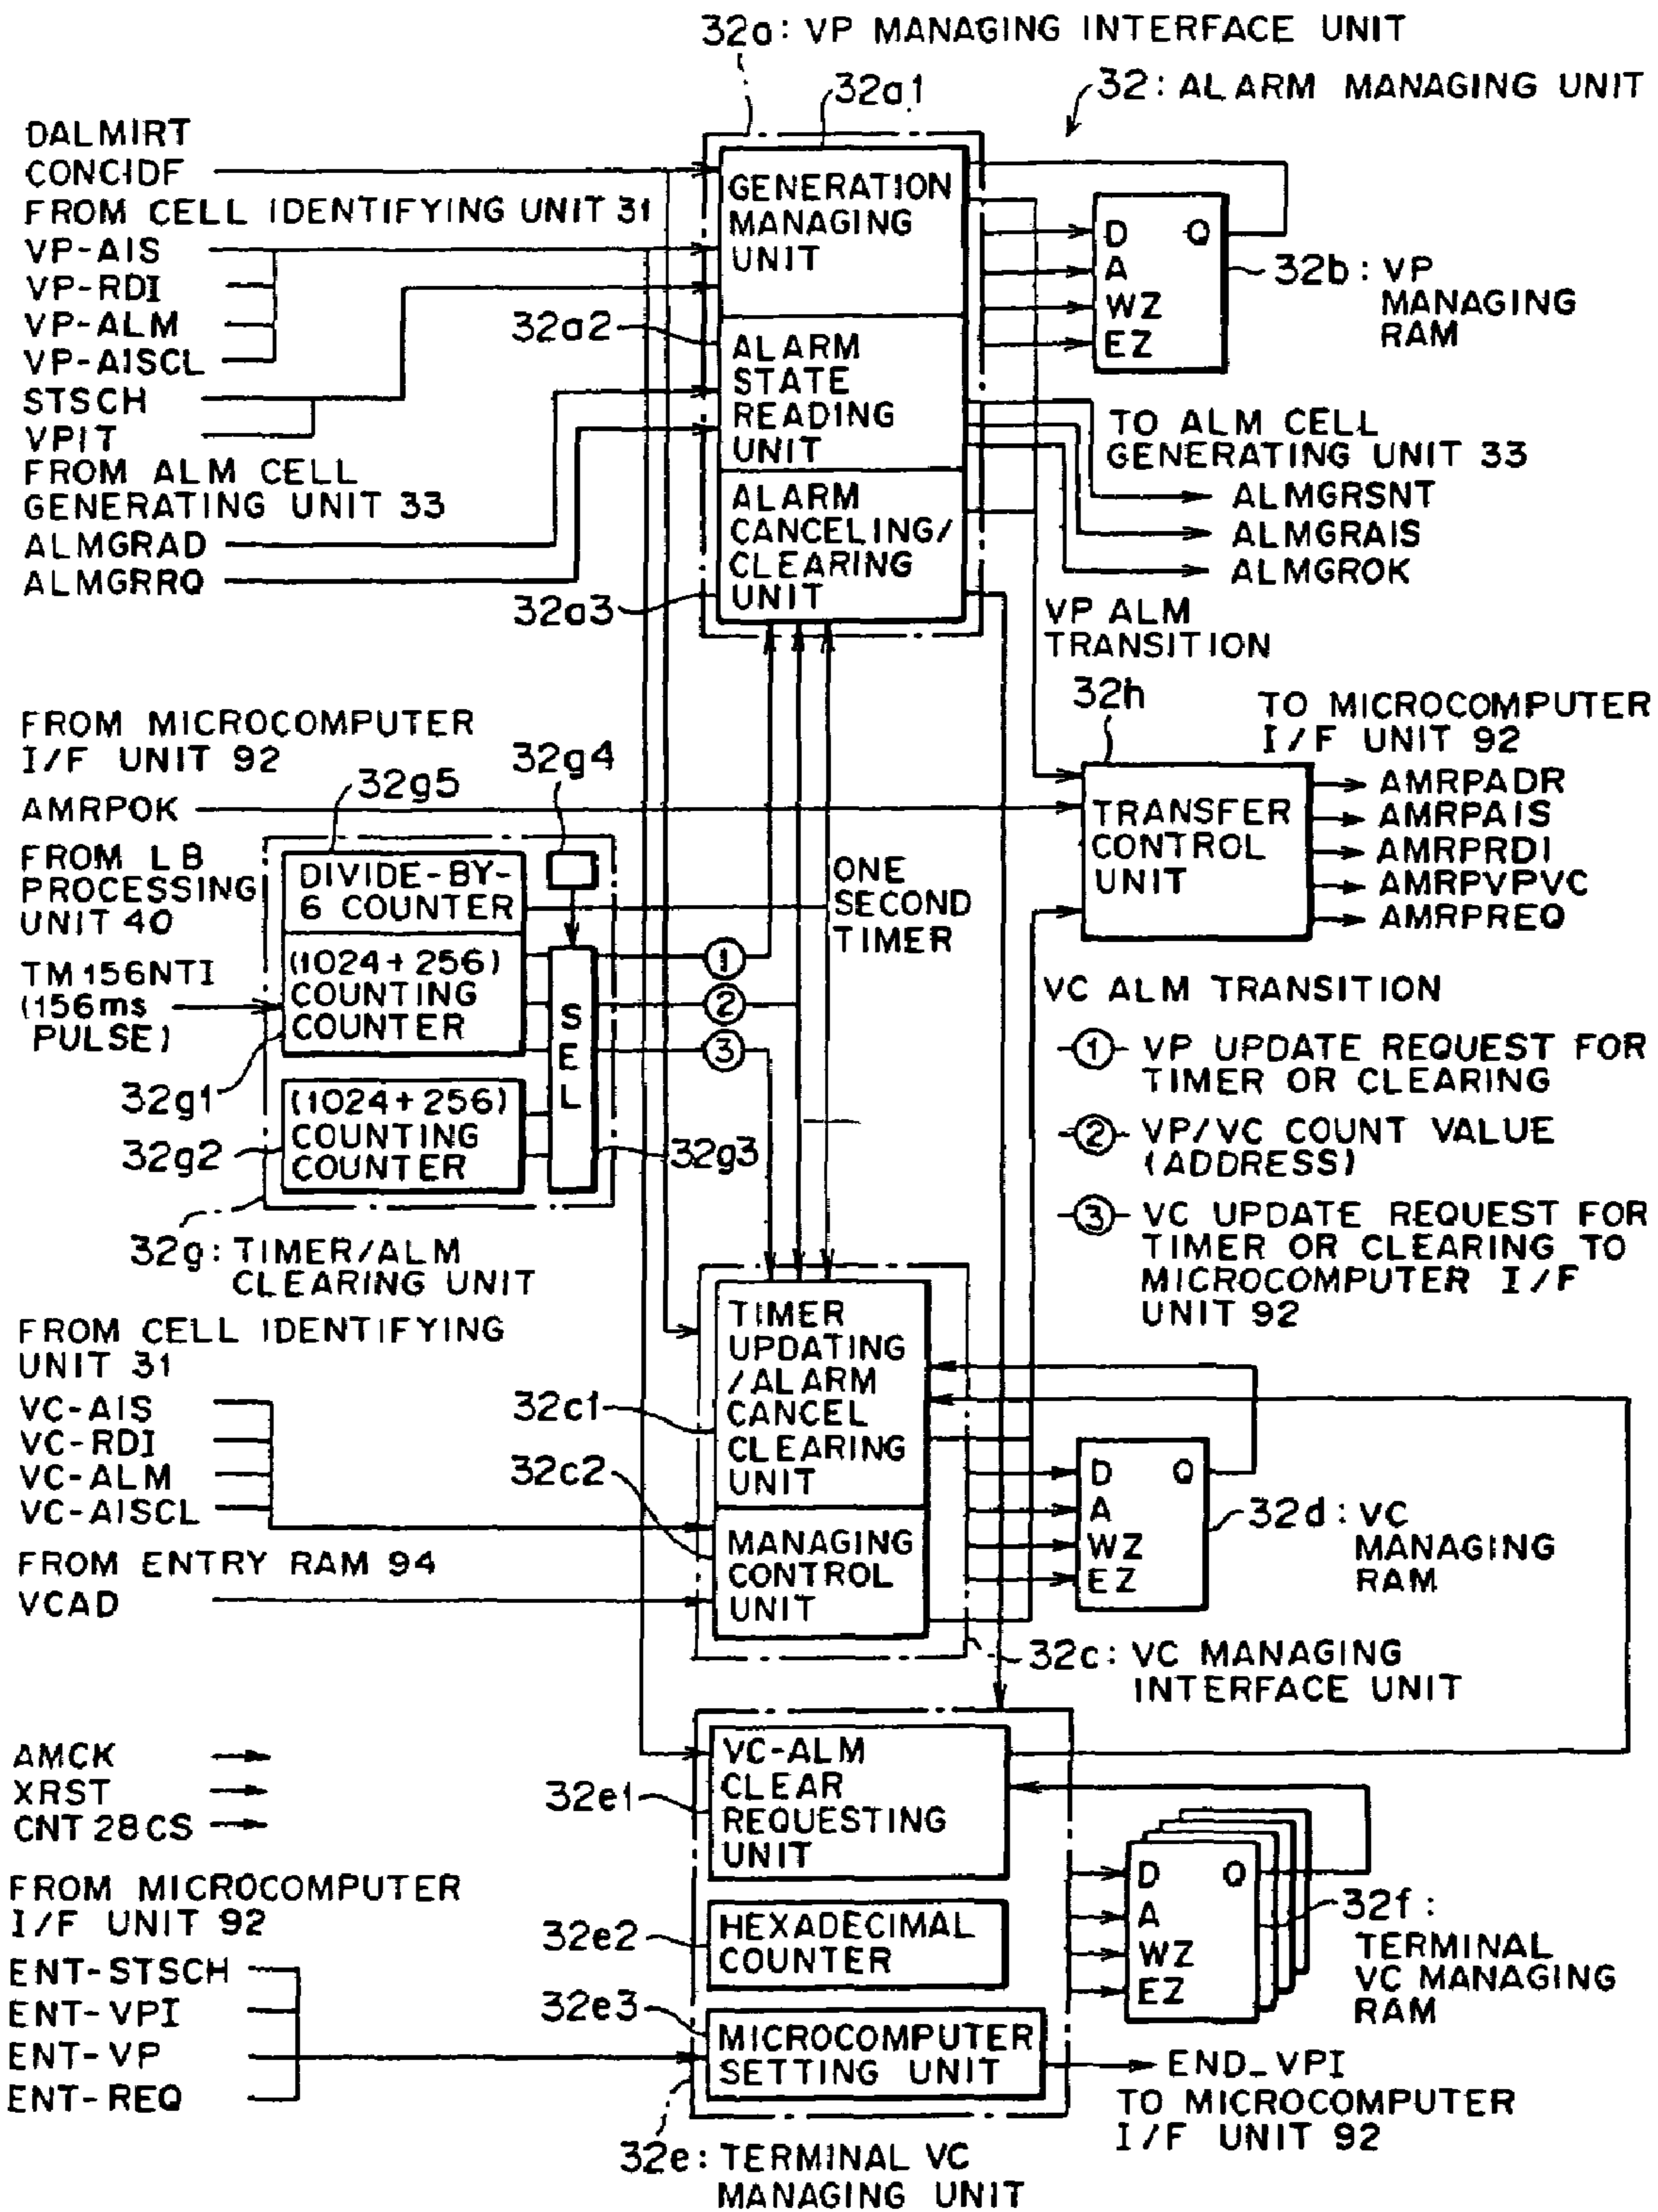 32a: VP MANAGING INTERFACE UNIT
32a1
32: ALARM MANAGING UNIT
DALMIRT
CONCIDF
FROM CELL IDENTIFYING UNIT 31
VP-AIS
VP-RDI
VP-ALM
VP-AISCL
STSCH
VPIT
FROM ALM CELL
GENERATING UNIT 33
ALMGRAD
ALMGRRQ
GENERATION
MANAGING
UNIT
32a2
ALARM
STATE
READING
UNIT
ALARM
CANCELING/
CLEARING
UNIT
32a3
D Q
A
WZ
EZ
32b: VP
MANAGING
RAM
TO ALM CELL
GENERATING UNIT 33
ALMGRSNT
ALMGRAIS
ALMGROK
VP ALM
TRANSITION
32h
TO MICROCOMPUTER
I/F UNIT 92
TRANSFER
CONTROL
UNIT
AMRPADR
AMRPAIS
AMRPRDI
AMRPVPVC
AMRPREQ
FROM MICROCOMPUTER
I/F UNIT 92
AMRPOK
32g5
32g4
FROM LB
PROCESSING
UNIT 40
TM156NTI
(156ms
PULSE)
DIVIDE-BY-
6 COUNTER
(1024+256)
COUNTING
COUNTER
32g1
(1024+256)
COUNTING
COUNTER
32g2
S
E
L
32g3
1
2
3
ONE
SECOND
TIMER
32g: TIMER/ALM
CLEARING UNIT
VC ALM TRANSITION
1 VP UPDATE REQUEST FOR
TIMER OR CLEARING
2 VP/VC COUNT VALUE
(ADDRESS)
3 VC UPDATE REQUEST FOR
TIMER OR CLEARING TO
MICROCOMPUTER I/F
UNIT 92
FROM CELL IDENTIFYING
UNIT 31
VC-AIS
VC-RDI
VC-ALM
VC-AISCL
FROM ENTRY RAM 94
VCAD
32c1
TIMER
UPDATING
/ALARM
CANCEL
CLEARING
UNIT
32c2
MANAGING
CONTROL
UNIT
D Q
A
WZ
EZ
32d: VC
MANAGING
RAM
32c: VC MANAGING
INTERFACE UNIT
AMCK
XRST
CNT28CS
FROM MICROCOMPUTER
I/F UNIT 92
ENT-STSCH
ENT-VPI
ENT-VP
ENT-REQ
32e1
VC-ALM
CLEAR
REQUESTING
UNIT
32e2
HEXADECIMAL
COUNTER
32e3
MICROCOMPUTER
SETTING UNIT
D Q
A
WZ
EZ
32f:
TERMINAL
VC MANAGING
RAM
END_VPI
TO MICROCOMPUTER
I/F UNIT 92
32e: TERMINAL VC
MANAGING UNIT